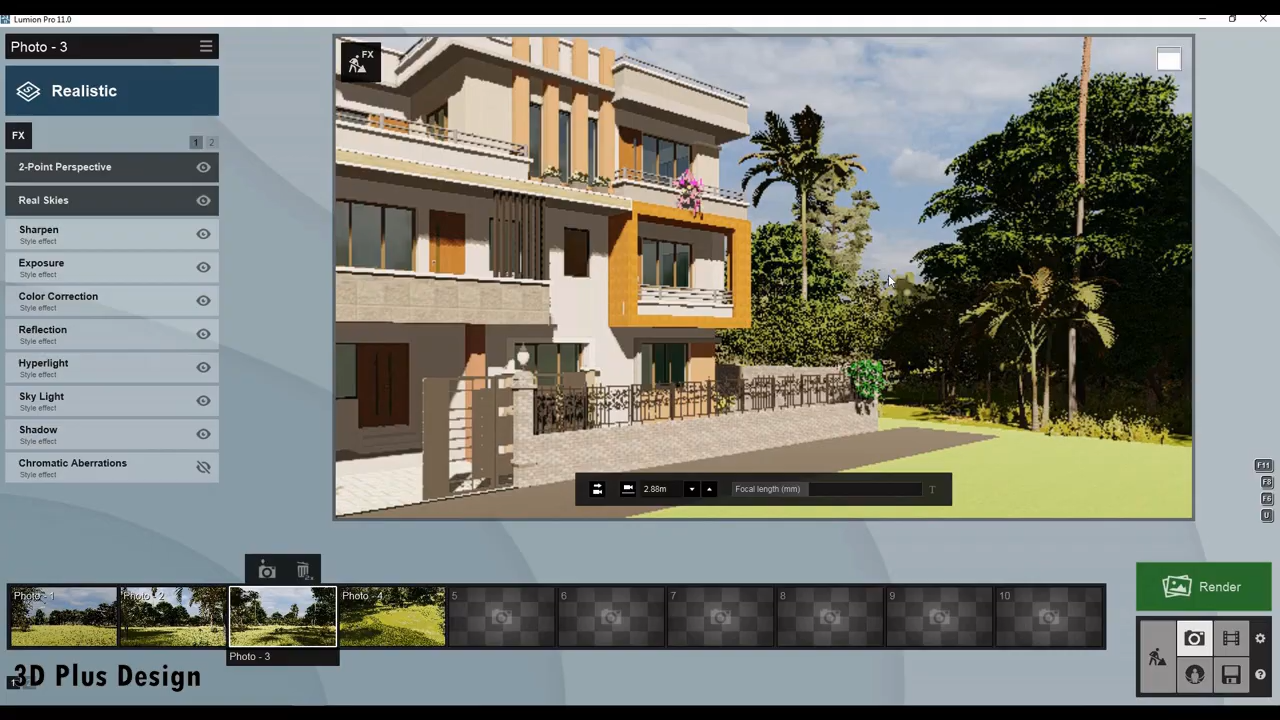 Lumion Pro 11.0
Photo - 3
Realistic
FX
1 2
2-Point Perspective
Real Skies
Sharpen
Style effect
Exposure
Style effect
Color Correction
Style effect
Reflection
Style effect
Hyperlight
Style effect
Sky Light
Style effect
Shadow
Style effect
Chromatic Aberrations
Style effect
FX
2.88m
Focal length (mm)
T
F11
F8
F6
U
Photo - 1
Photo - 2
Photo - 4
5
6
7
8
9
10
Photo - 3
Render
3D Plus Design